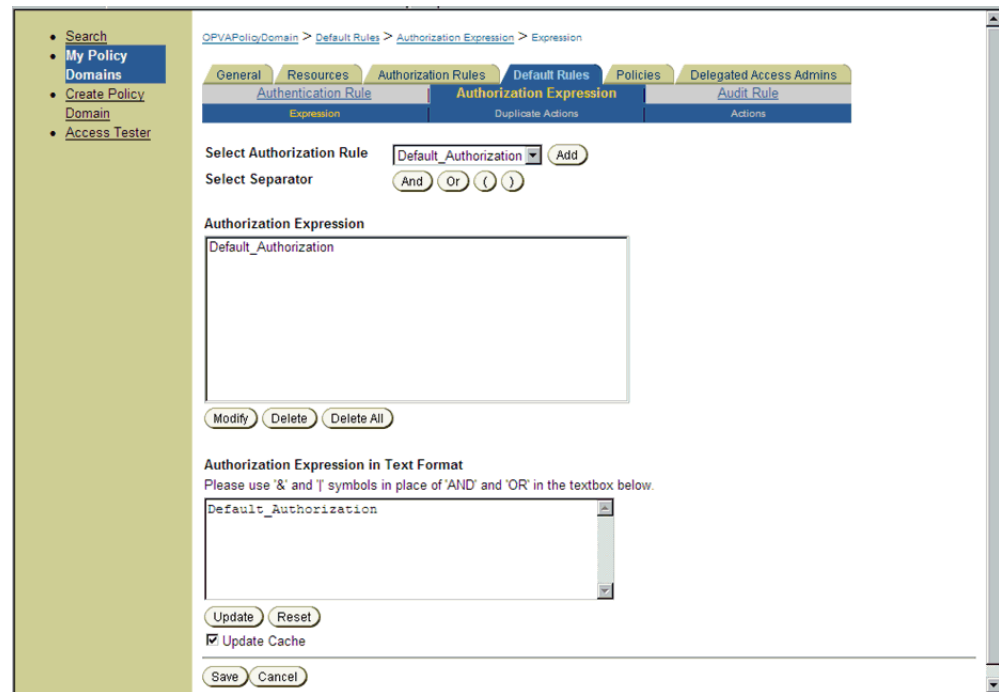 Search
My Policy
Domains
Create Policy
Domain
Access Tester
OPVAPolicyDomain > Default Rules > Authorization Expression > Expression
General Resources Authorization Rules Default Rules Policies Delegated Access Admins
Authentication Rule Authorization Expression Audit Rule
Expression Duplicate Actions Actions
Select Authorization Rule Default_Authorization Add
Select Separator And Or ( )
Authorization Expression
Default_Authorization
Modify Delete Delete All
Authorization Expression in Text Format
Please use '&' and '|' symbols in place of 'AND' and 'OR' in the textbox below.
Default_Authorization
Update Reset
Update Cache
Save Cancel